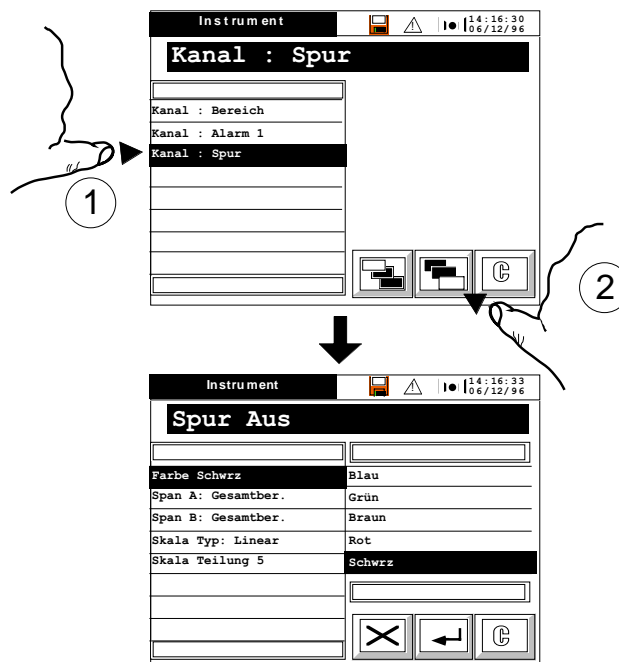 Instrument
14:16:30
06/12/96
Kanal : Spur
Kanal : Bereich
Kanal : Alarm 1
Kanal : Spur
C
1
2
Instrument
14:16:33
06/12/96
Spur Aus
Farbe Schwrz
Span A: Gesamtber.
Span B: Gesamtber.
Skala Typ: Linear
Skala Teilung 5
Blau
Grün
Braun
Rot
Schwrz
C